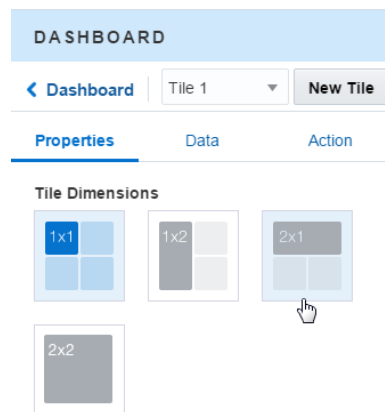 DASHBOARD
Dashboard Tile 1 New Tile
Properties Data Action
Tile Dimensions
1x1 1x2 2x1
2x2